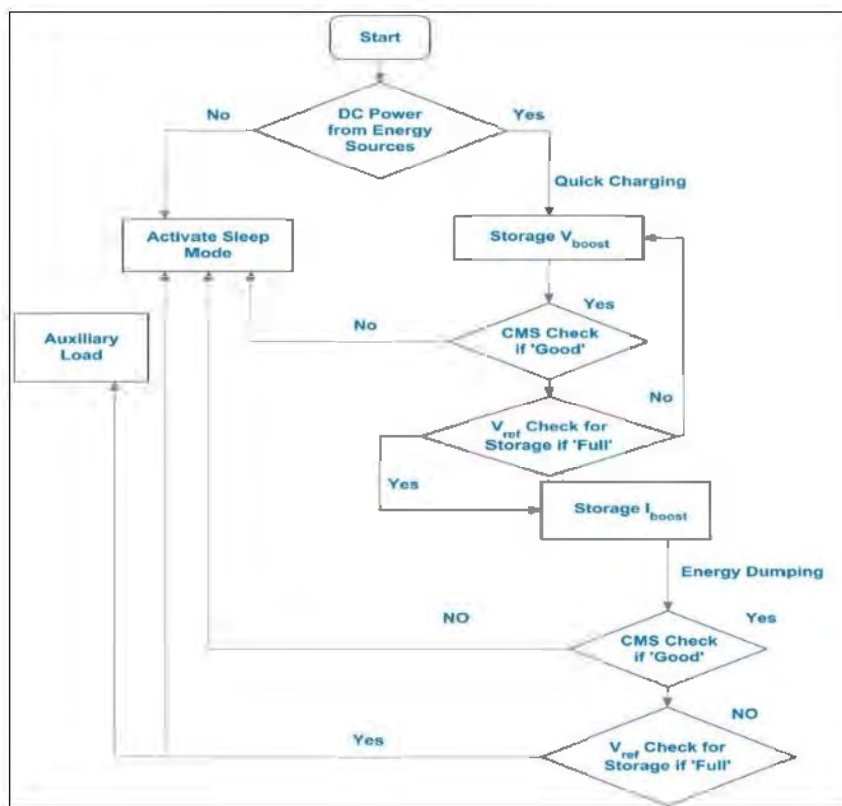 Start
DC Power
from Energy
Sources
No
Yes
Quick Charging
Activate Sleep
Mode
Storage Vboost
Yes
No
CMS Check
if 'Good'
Auxiliary
Load
No
Vref Check for
Storage if 'Full'
Yes
Storage Iboost
Energy Dumping
NO
Yes
CMS Check
if 'Good'
NO
Yes
Vref Check for
Storage if 'Full'